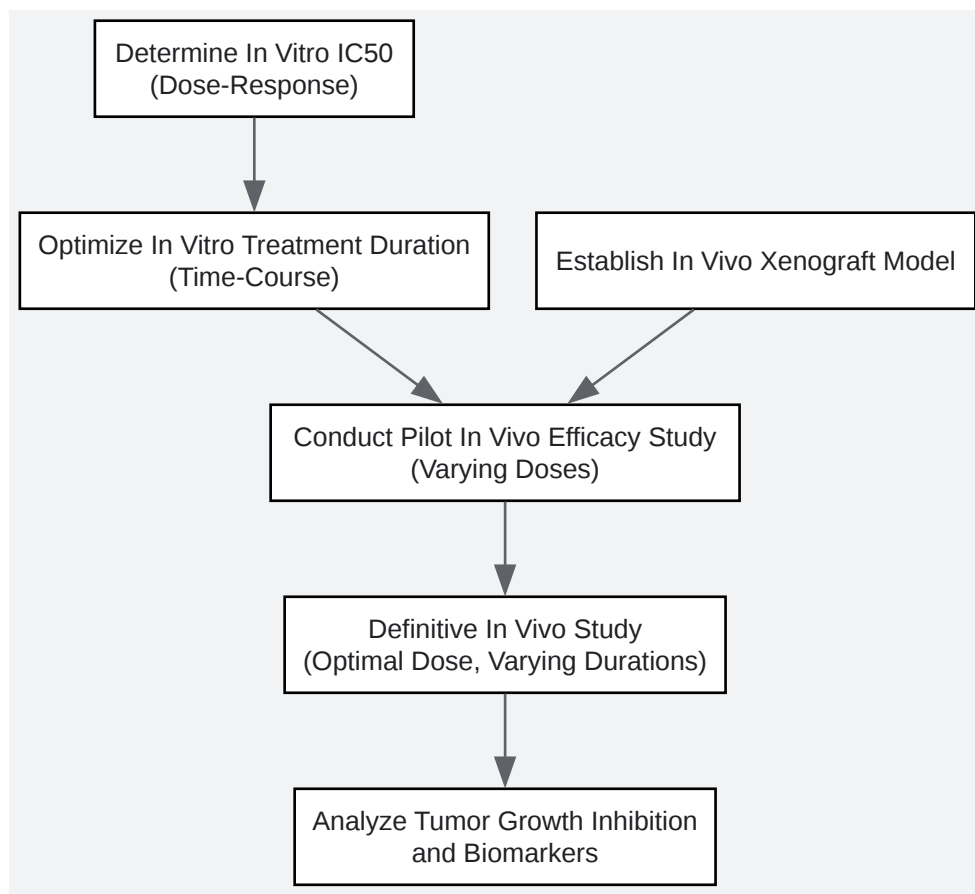 Determine In Vitro IC50
(Dose-Response)
Optimize In Vitro Treatment Duration
(Time-Course)
Establish In Vivo Xenograft Model
Conduct Pilot In Vivo Efficacy Study
(Varying Doses)
Definitive In Vivo Study
(Optimal Dose, Varying Durations)
Analyze Tumor Growth Inhibition
and Biomarkers